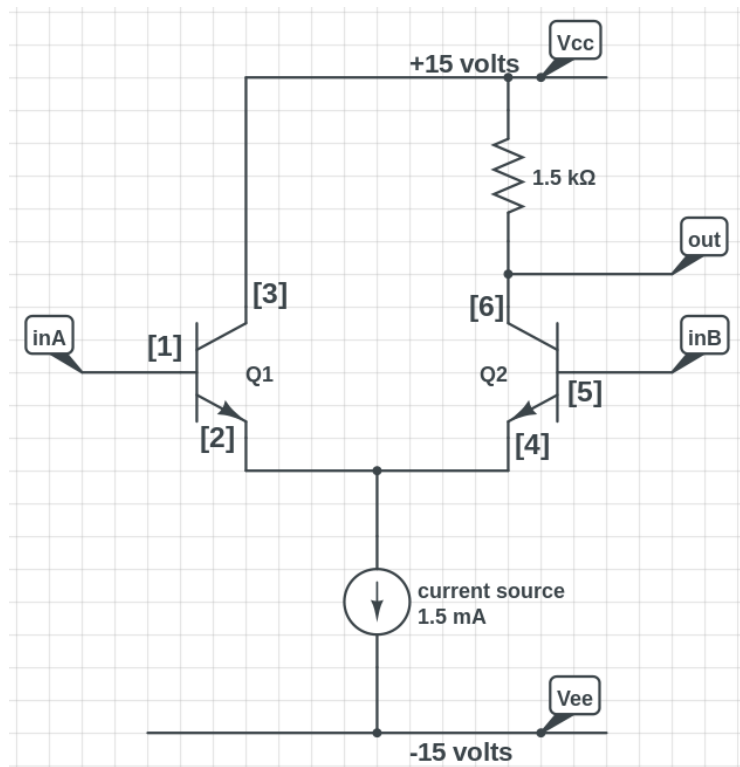 Vcc
+15 volts
1.5 kΩ
out
[3]
[6]
inA
[1]
Q1
Q2
inB
[5]
[2]
[4]
current source
1.5 mA
Vee
-15 volts